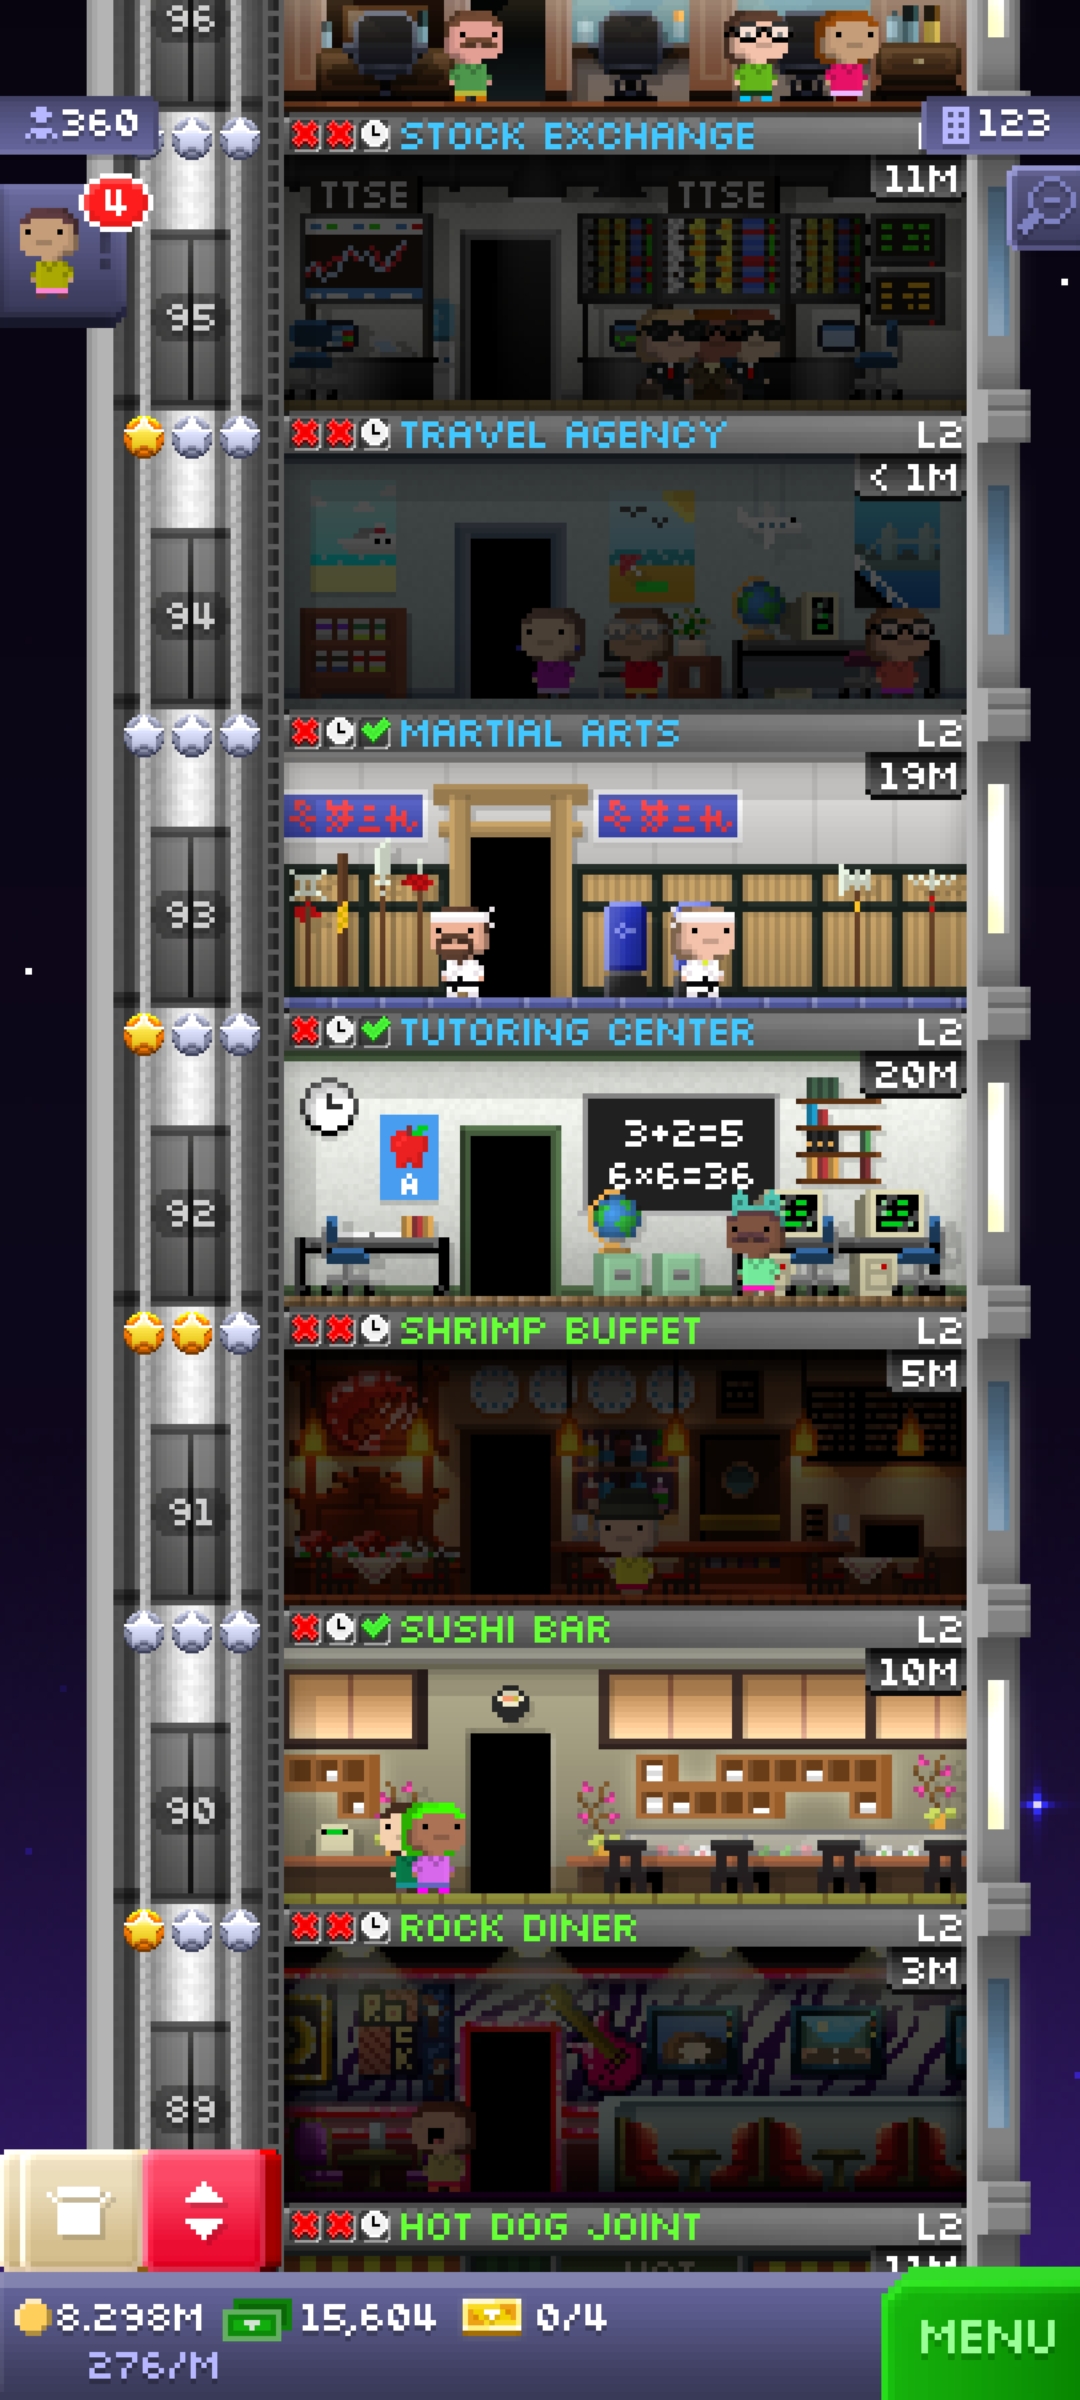 96
360
STOCK EXCHANGE
123
11M
4
TTSE TTSE
95
TRAVEL AGENCY L2
< 1M
94
MARTIAL ARTS L2
19M
93
TUTORING CENTER L2
20M
3+2=5
A
6×6=36
92
SHRIMP BUFFET L2
5M
91
SUSHI BAR L2
10M
90
ROCK DINER L2
3M
ROCK
89
HOT DOG JOINT L2
11M
HOT
8.298M 15,604 0/4
276/M
MENU